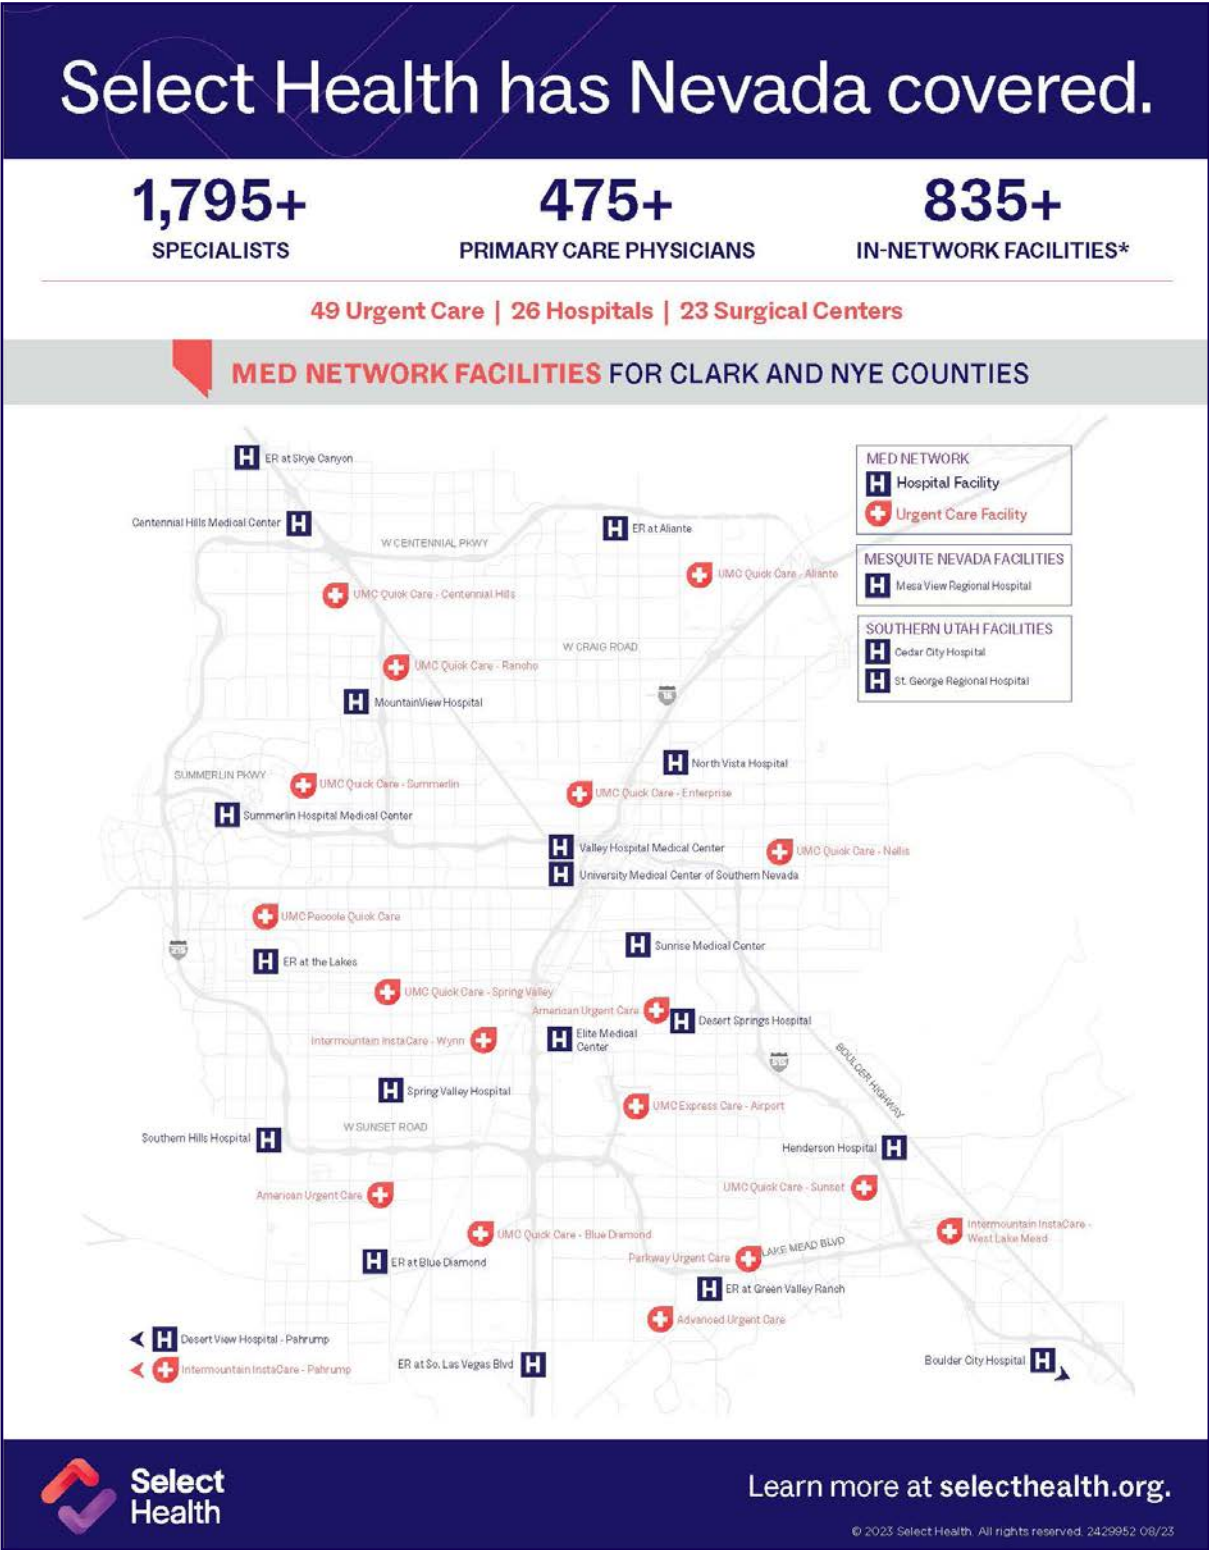 Select Health has Nevada covered.
1,795+
SPECIALISTS
475+
PRIMARY CARE PHYSICIANS
835+
IN-NETWORK FACILITIES*
49 Urgent Care | 26 Hospitals | 23 Surgical Centers
MED NETWORK FACILITIES FOR CLARK AND NYE COUNTIES
H ER at Skye Canyon
Centennial Hills Medical Center H
H ER at Aliante
W CENTENNIAL PKWY
UMC Quick Care - Aliante
UMC Quick Care - Centennial Hills
MED NETWORK
H Hospital Facility
Urgent Care Facility
MESQUITE NEVADA FACILITIES
H Mesa View Regional Hospital
SOUTHERN UTAH FACILITIES
H Cedar City Hospital
H St. George Regional Hospital
W CRAIG ROAD
UMC Quick Care - Rancho
H MountainView Hospital
15
H North Vista Hospital
SUMMERLIN PKWY
UMC Quick Care - Summerlin
UMC Quick Care - Enterprise
H Summerlin Hospital Medical Center
H Valley Hospital Medical Center
UMC Quick Care - Nellis
H University Medical Center of Southern Nevada
UMC Peccole Quick Care
215
H Sunrise Medical Center
H ER at the Lakes
UMC Quick Care - Spring Valley
American Urgent Care
H Desert Springs Hospital
Intermountain InstaCare - Wynn
H Elite Medical
Center
BOULDER HIGHWAY
H Spring Valley Hospital
UMC Express Care - Airport
W SUNSET ROAD
Southern Hills Hospital H
Henderson Hospital H
UMC Quick Care - Sunset
American Urgent Care
UMC Quick Care - Blue Diamond
Intermountain InstaCare -
West Lake Mead
Parkway Urgent Care
LAKE MEAD BLVD
H ER at Blue Diamond
H ER at Green Valley Ranch
Advanced Urgent Care
H Desert View Hospital - Pahrump
Intermountain InstaCare - Pahrump
ER at So. Las Vegas Blvd H
Boulder City Hospital H
Select
Health
Learn more at selecthealth.org.
© 2023 Select Health. All rights reserved. 2429952 08/23